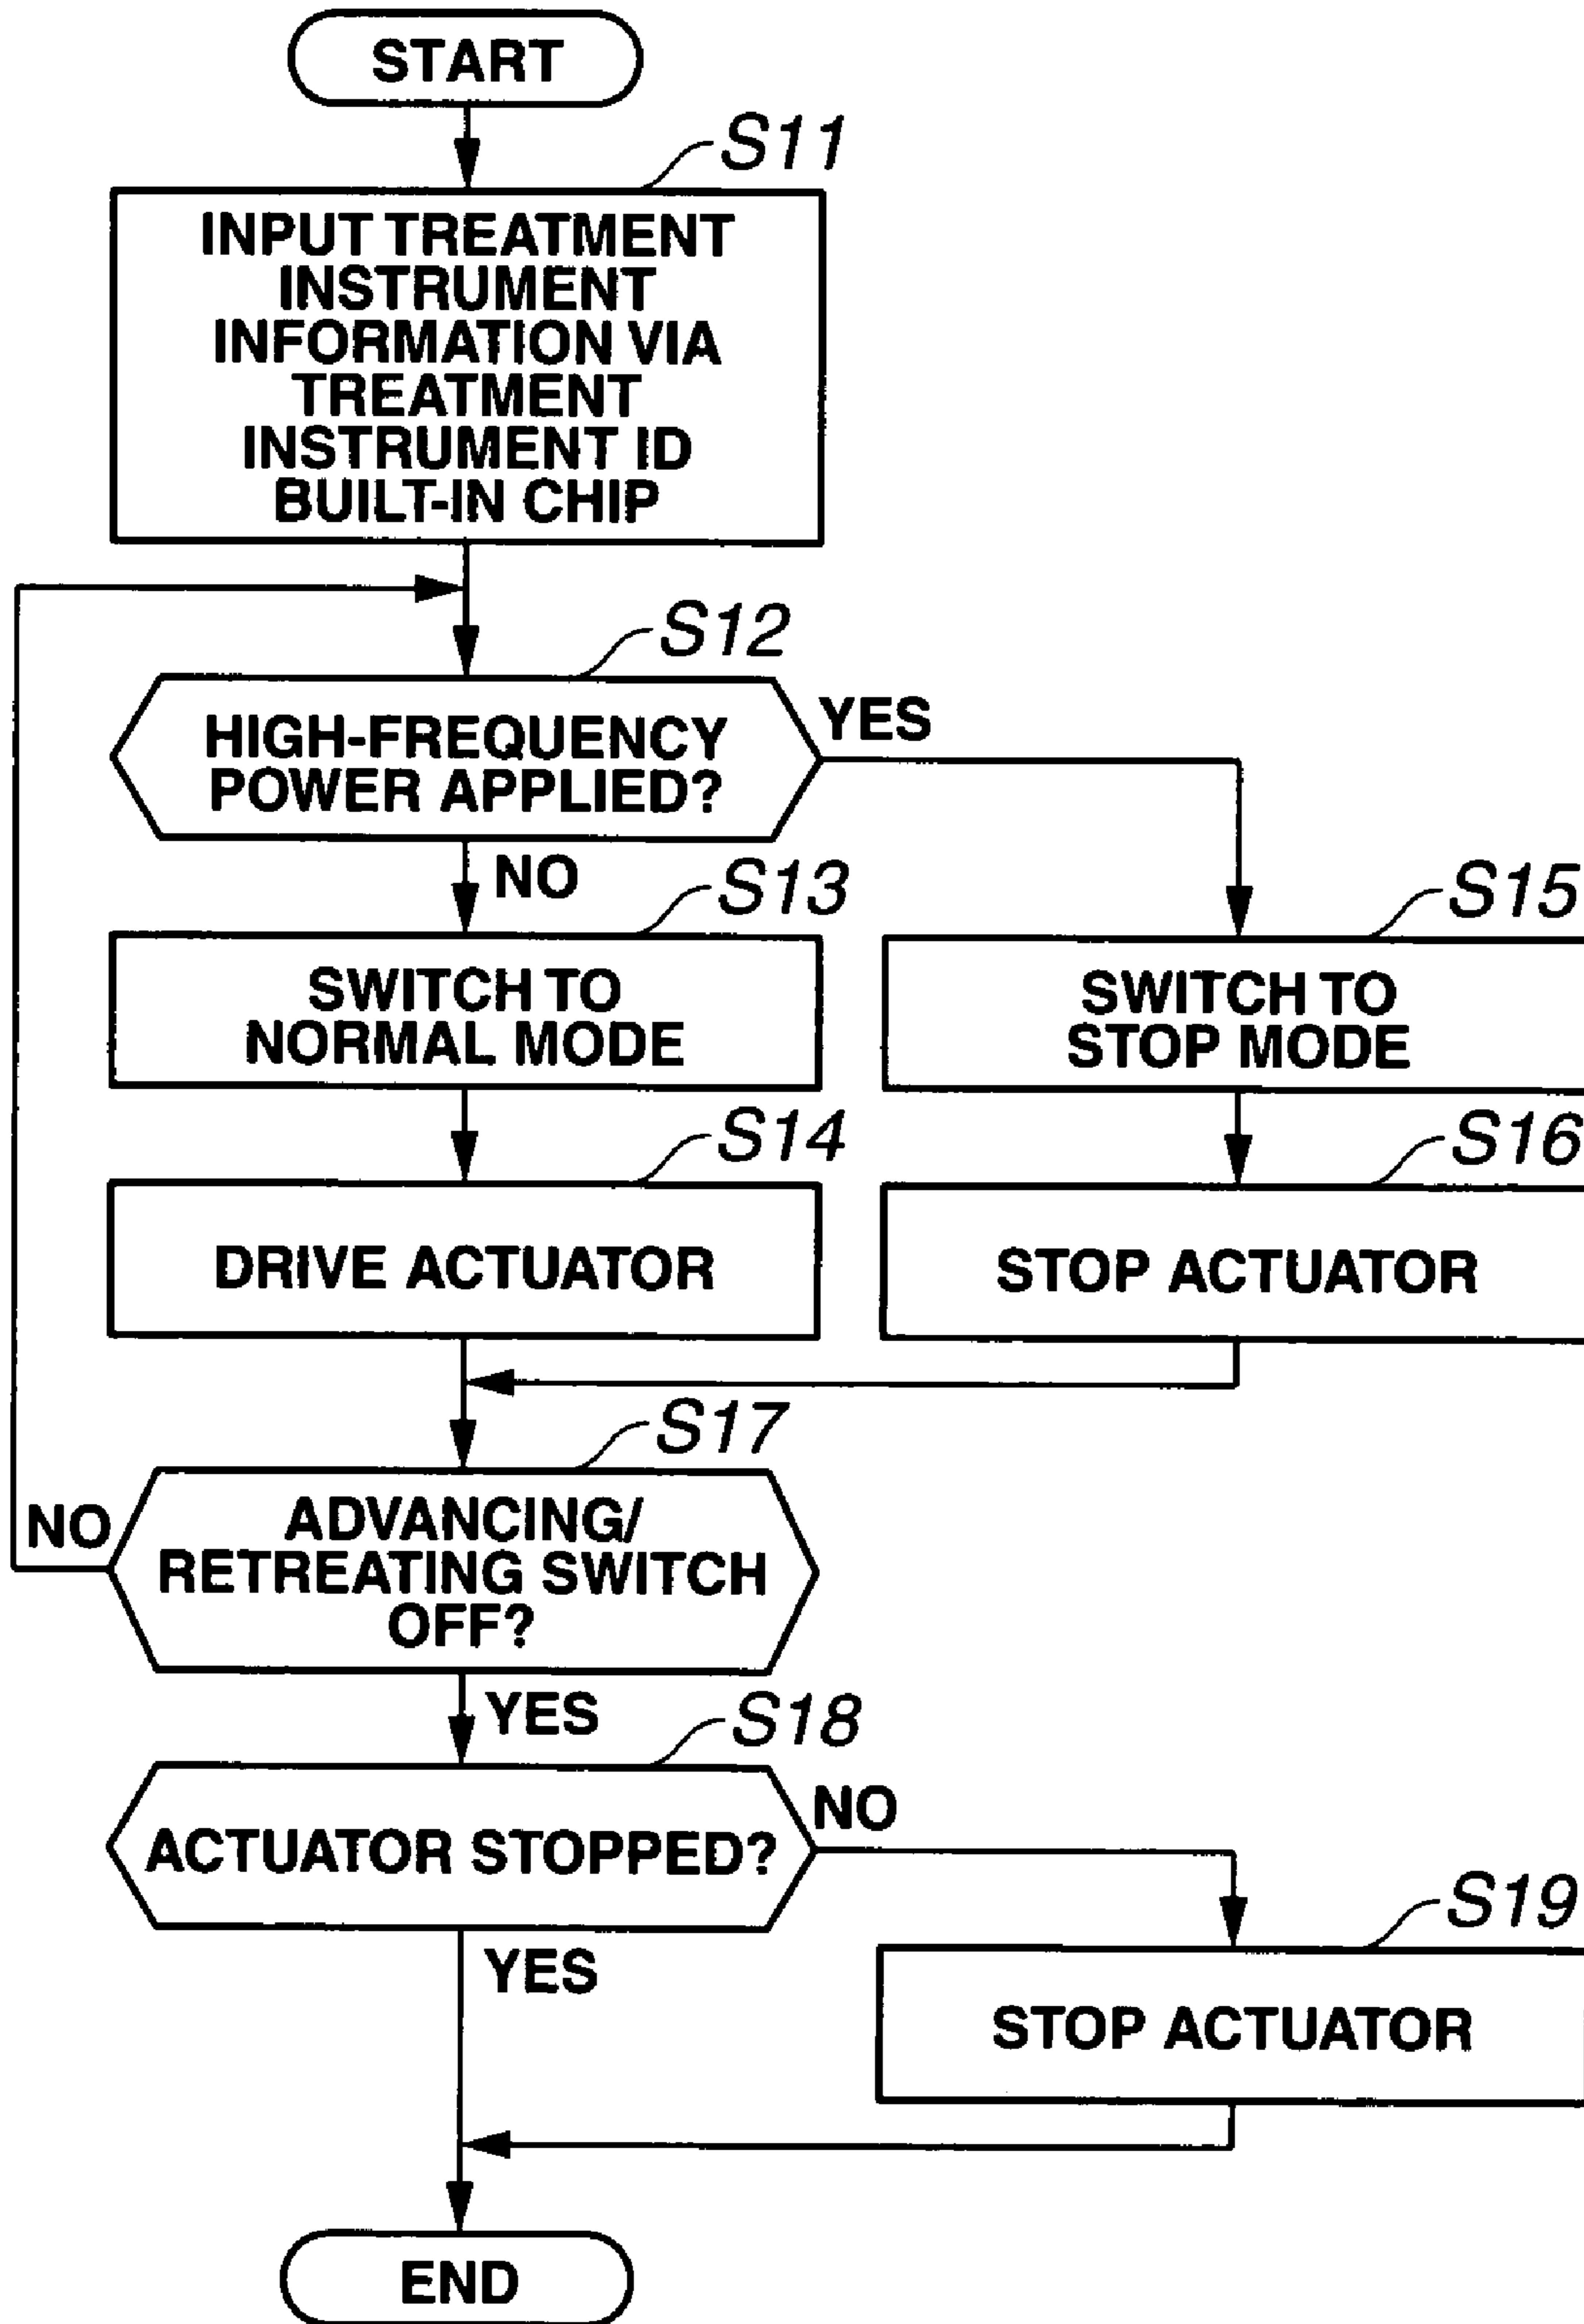 START
S11
INPUT TREATMENT
INSTRUMENT
INFORMATION VIA
TREATMENT
INSTRUMENT ID
BUILT-IN CHIP
S12
HIGH-FREQUENCY
POWER APPLIED?
YES
NO
S13
SWITCH TO
NORMAL MODE
S15
SWITCH TO
STOP MODE
S14
DRIVE ACTUATOR
S16
STOP ACTUATOR
S17
ADVANCING/
RETREATING SWITCH
OFF?
NO
YES
S18
ACTUATOR STOPPED?
NO
YES
S19
STOP ACTUATOR
END